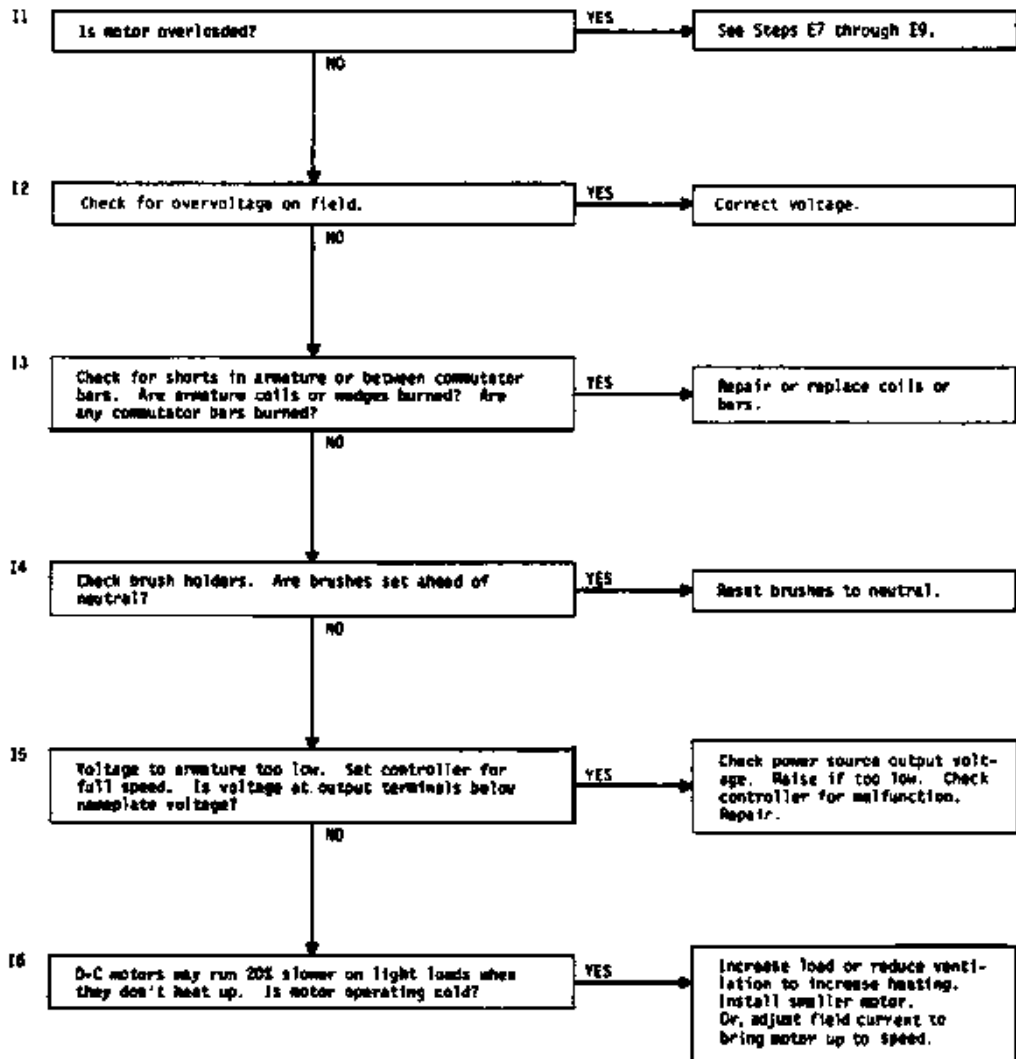 I1
Is motor overloaded?
YES
See Steps E7 through I9.
NO
I2
Check for overvoltage on field.
YES
Correct voltage.
NO
I3
Check for shorts in armature or between commutator
bars. Are armature coils or wedges burned? Are
any commutator bars burned?
YES
Repair or replace coils or
bars.
NO
I4
Check brush holders. Are brushes set ahead of
neutral?
YES
Reset brushes to neutral.
NO
I5
Voltage to armature too low. Set controller for
full speed. Is voltage at output terminals below
nameplate voltage?
YES
Check power source output volt-
age. Raise if too low. Check
controller for malfunction.
Repair.
NO
I6
D-C motors may run 20% slower on light loads when
they don't heat up. Is motor operating cold?
YES
Increase load or reduce venti-
lation to increase heating.
Install smaller motor.
Or, adjust field current to
bring motor up to speed.